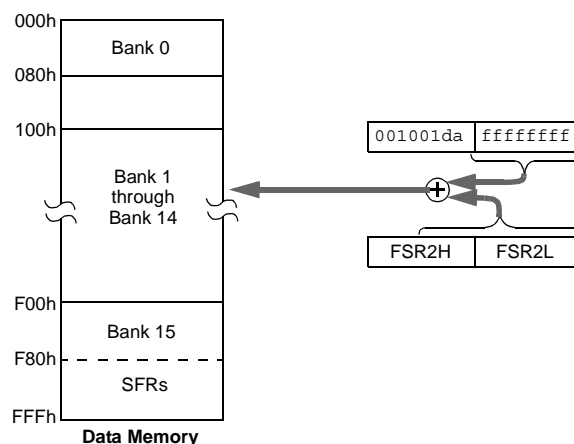 000h
Bank 0
080h
100h
001001da ffffffff
Bank 1
through
Bank 14
+
FSR2H FSR2L
F00h
Bank 15
F80h
SFRs
FFFh
Data Memory